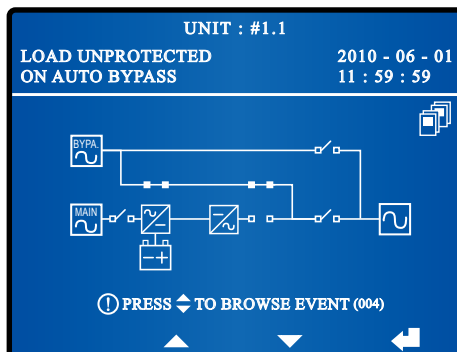 UNIT : #1.1
LOAD UNPROTECTED 2010 - 06 - 01
ON AUTO BYPASS 11 : 59 : 59
BYPA.
MAIN
! PRESS TO BROWSE EVENT (004)